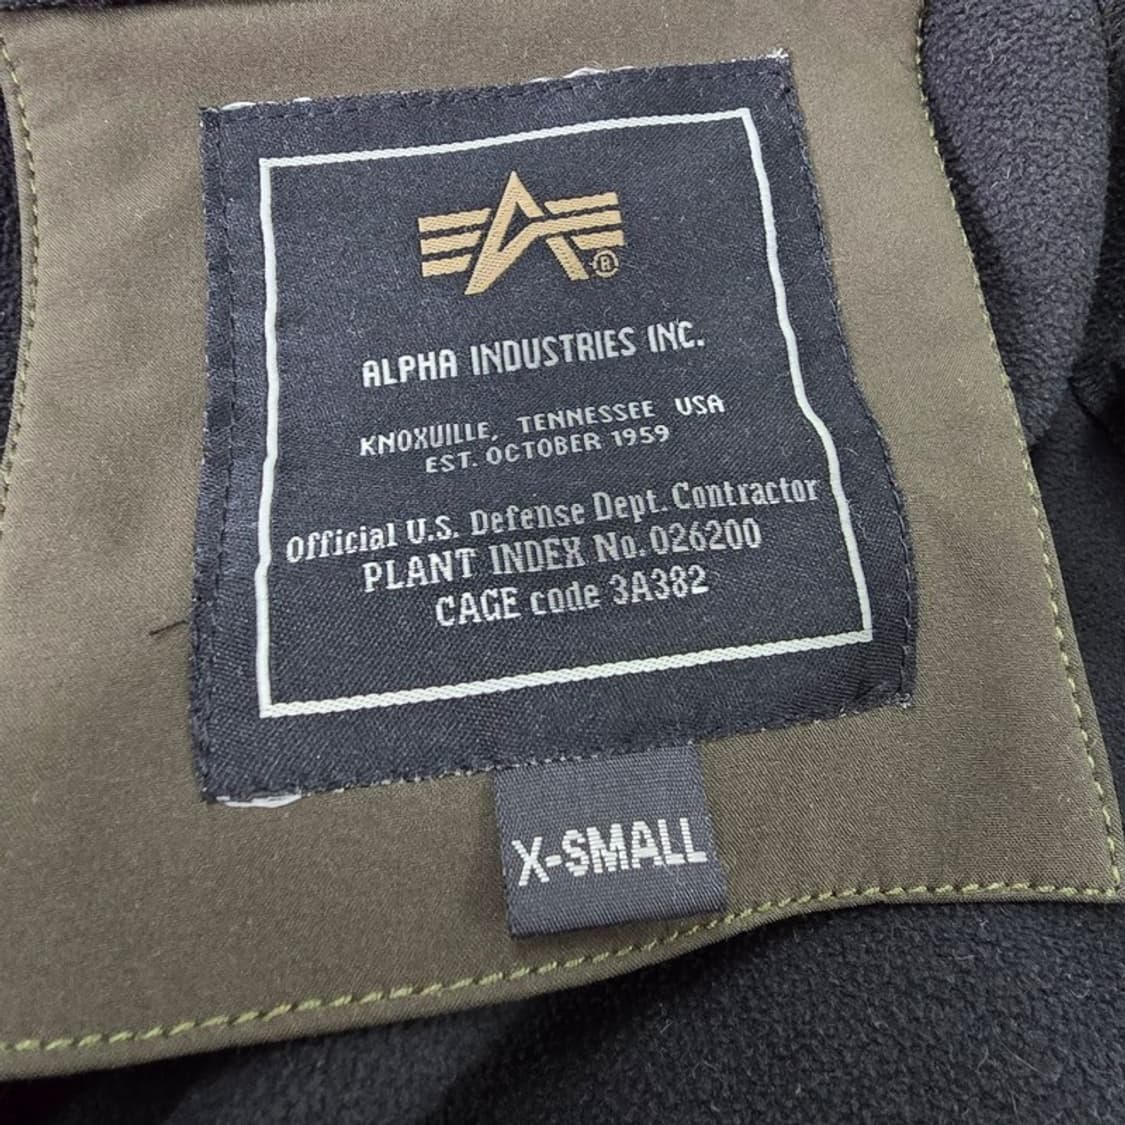 ALPHA INDUSTRIES INC.
KNOXUILLE, TENNESSEE USA
EST. OCTOBER 1959
Official U.S. Defense Dept. Contractor
PLANT INDEX No. 026200
CAGE code 3A382
X-SMALL